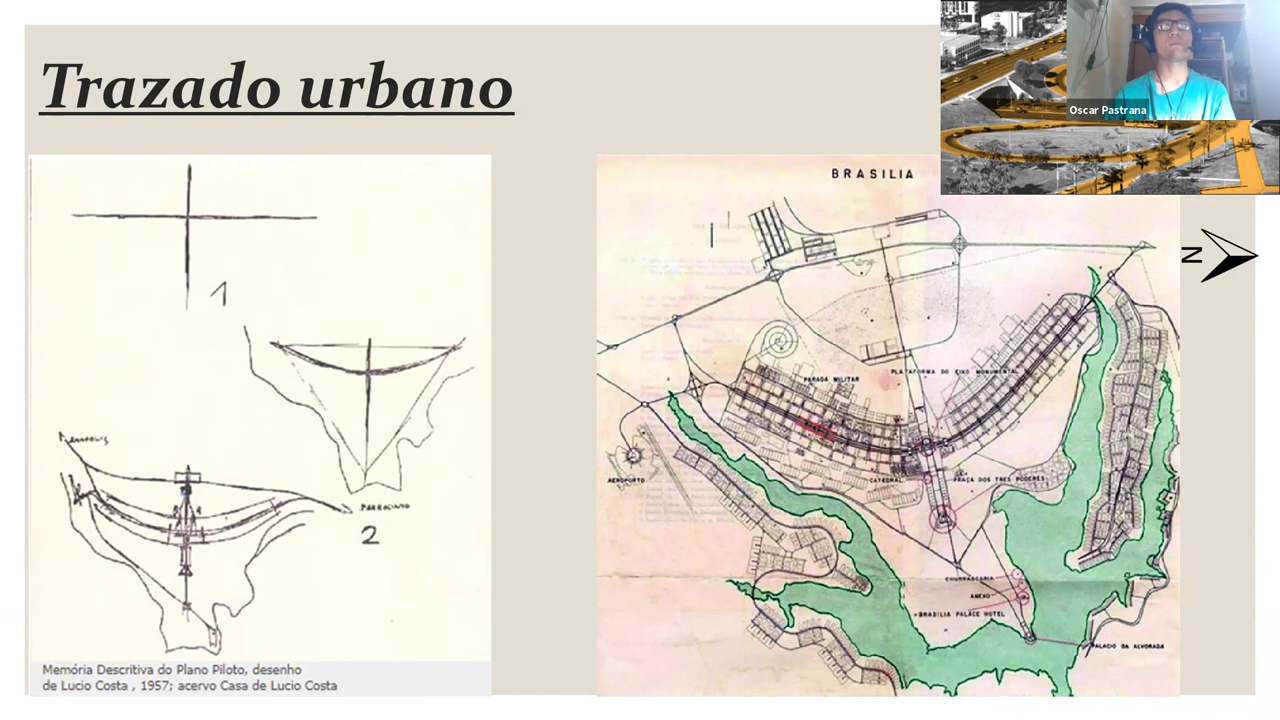 Trazado urbano
Oscar Pastrana
1
PARROCINIO
2
Memória Descritiva do Plano Piloto, desenho
de Lucio Costa , 1957; acervo Casa de Lucio Costa
BRASILIA
N
PARADA MILITAR
PLATAFORMA DO EIXO MONUMENTAL
AEROPORTO
CATEDRAL
PRAÇA DOS TRES PODERES
CHURRASCARIA
ANEXO
BRASILIA PALACE HOTEL
PALACIO DA ALVORADA